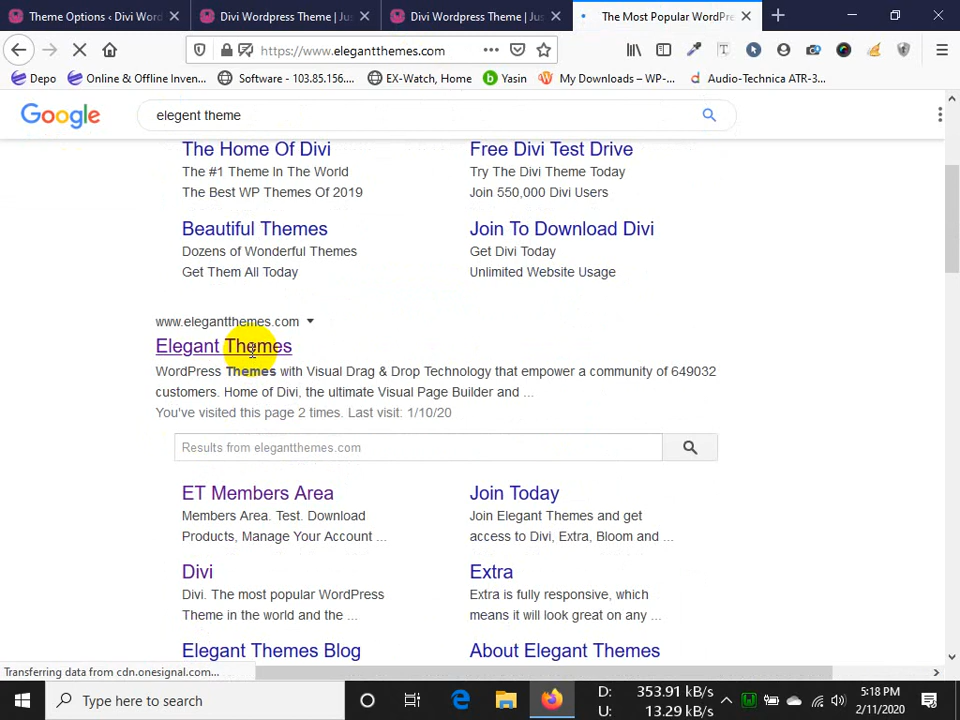 Theme Options ‹ Divi Word
Divi Wordpress Theme | Jus
Divi Wordpress Theme | Jus
The Most Popular WordPre
https://www.elegantthemes.com
Depo
Online & Offline Inven...
Software - 103.85.156....
EX-Watch, Home
Yasin
My Downloads – WP-...
Audio-Technica ATR-3...
Google
elegent theme
The Home Of Divi
The #1 Theme In The World
The Best WP Themes Of 2019
Free Divi Test Drive
Try The Divi Theme Today
Join 550,000 Divi Users
Beautiful Themes
Dozens of Wonderful Themes
Get Them All Today
Join To Download Divi
Get Divi Today
Unlimited Website Usage
www.elegantthemes.com
Elegant Themes
WordPress Themes with Visual Drag & Drop Technology that empower a community of 649032
customers. Home of Divi, the ultimate Visual Page Builder and ...
You've visited this page 2 times. Last visit: 1/10/20
Results from elegantthemes.com
ET Members Area
Members Area. Test. Download
Products, Manage Your Account ...
Join Today
Join Elegant Themes and get
access to Divi, Extra, Bloom and ...
Divi
Divi. The most popular WordPress
Theme in the world and the ...
Extra
Extra is fully responsive, which
means it will look great on any ...
Elegant Themes Blog
About Elegant Themes
Transferring data from cdn.onesignal.com...
Type here to search
D: 353.91 kB/s
U: 13.29 kB/s
5:18 PM
2/11/2020